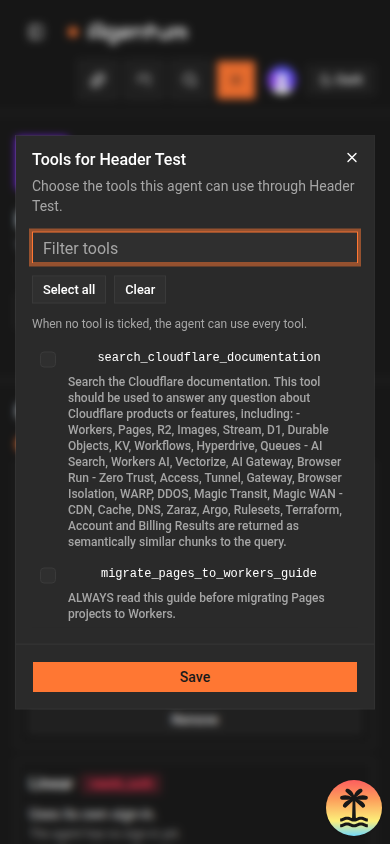 Tools for Header Test
Choose the tools this agent can use through Header
Test.
Filter tools
Select all
Clear
When no tool is ticked, the agent can use every tool.
search_cloudflare_documentation
Search the Cloudflare documentation. This tool
should be used to answer any question about
Cloudflare products or features, including: -
Workers, Pages, R2, Images, Stream, D1, Durable
Objects, KV, Workflows, Hyperdrive, Queues - AI
Search, Workers AI, Vectorize, AI Gateway, Browser
Run - Zero Trust, Access, Tunnel, Gateway, Browser
Isolation, WARP, DDOS, Magic Transit, Magic WAN -
CDN, Cache, DNS, Zaraz, Argo, Rulesets, Terraform,
Account and Billing Results are returned as
semantically similar chunks to the query.
migrate_pages_to_workers_guide
ALWAYS read this guide before migrating Pages
projects to Workers.
Save
Remove
Linear